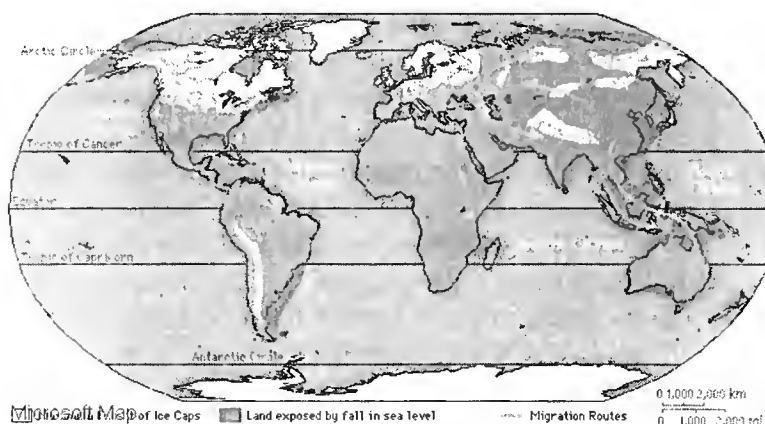 Arctic Circle
Tropic of Cancer
Equator
Tropic of Capricorn
Antarctic Circle
Microsoft Map of Ice Caps
Land exposed by fall in sea level
Migration Routes
0 1,000 2,000 km
0 1,000 2,000 mi